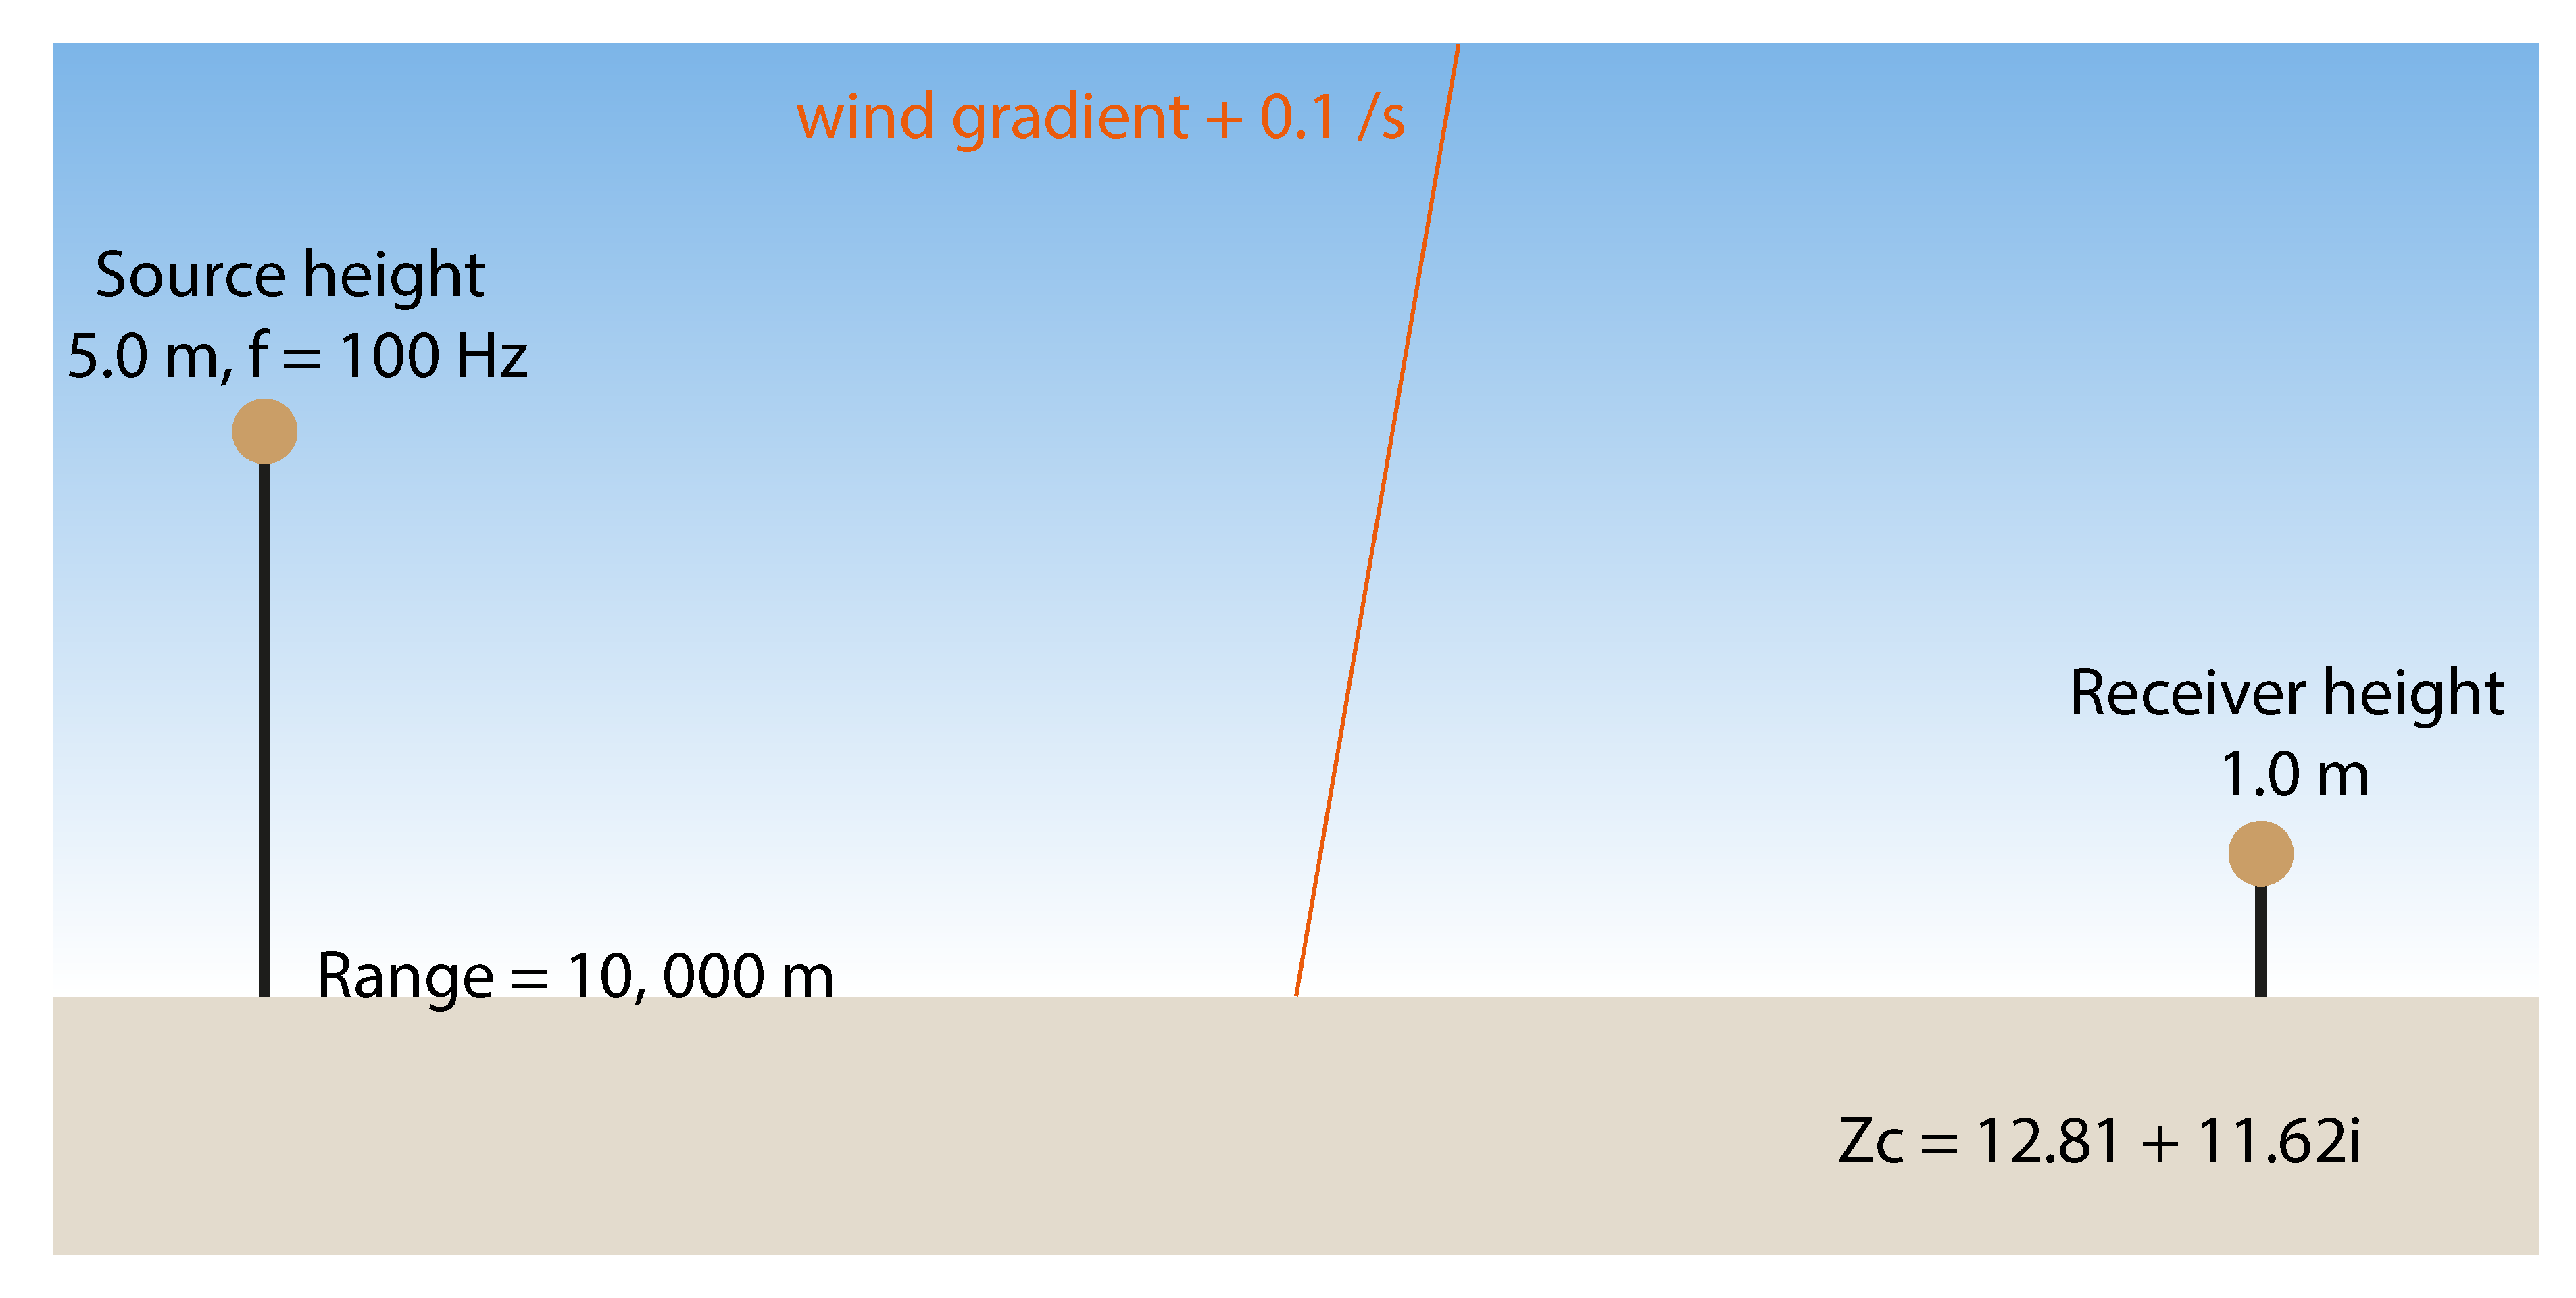 wind gradient + 0.1 /s
Source height
5.0 m, f = 100 Hz
Receiver height
1.0 m
Range = 10, 000 m
Zc = 12.81 + 11.62i